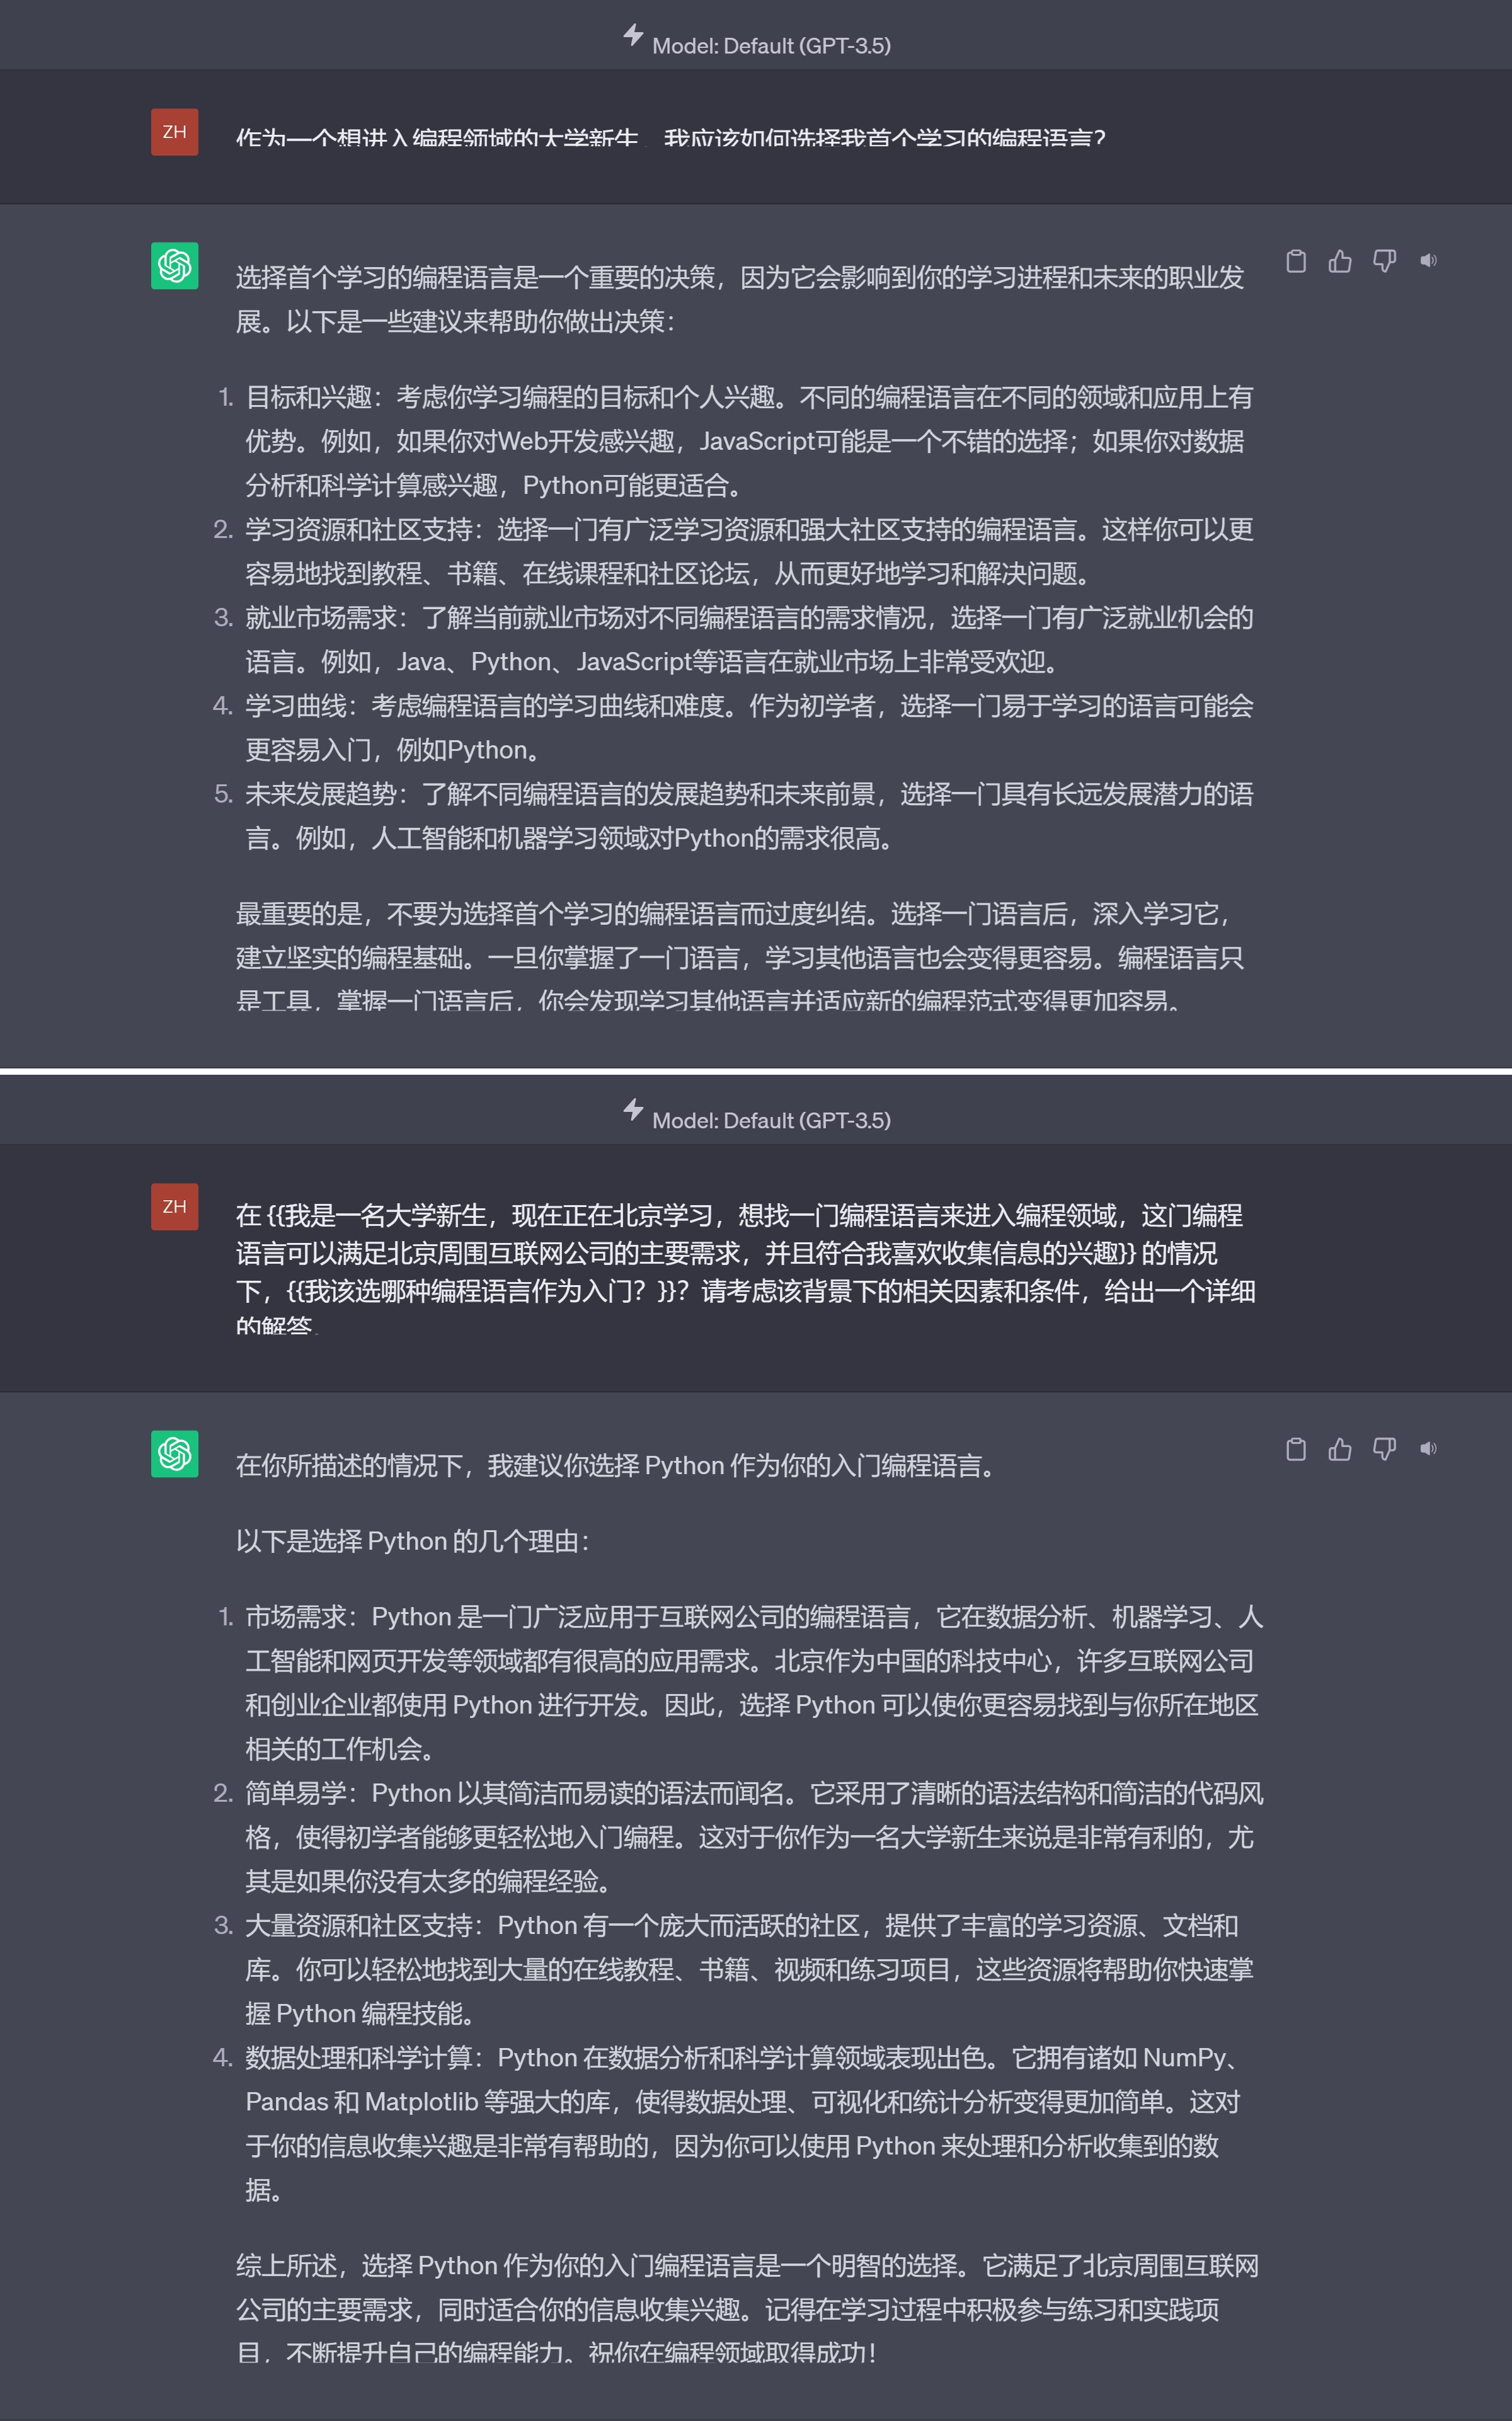 Model: Default (GPT-3.5)
ZH
作为一个想进入编程领域的大学新生，我应该如何选择我首个学习的编程语言？
选择首个学习的编程语言是一个重要的决策，因为它会影响到你的学习进程和未来的职业发
展。以下是一些建议来帮助你做出决策：
1. 目标和兴趣：考虑你学习编程的目标和个人兴趣。不同的编程语言在不同的领域和应用上有
优势。例如，如果你对Web开发感兴趣，JavaScript可能是一个不错的选择；如果你对数据
分析和科学计算感兴趣，Python可能更适合。
2. 学习资源和社区支持：选择一门有广泛学习资源和强大社区支持的编程语言。这样你可以更
容易地找到教程、书籍、在线课程和社区论坛，从而更好地学习和解决问题。
3. 就业市场需求：了解当前就业市场对不同编程语言的需求情况，选择一门有广泛就业机会的
语言。例如，Java、Python、JavaScript等语言在就业市场上非常受欢迎。
4. 学习曲线：考虑编程语言的学习曲线和难度。作为初学者，选择一门易于学习的语言可能会
更容易入门，例如Python。
5. 未来发展趋势：了解不同编程语言的发展趋势和未来前景，选择一门具有长远发展潜力的语
言。例如，人工智能和机器学习领域对Python的需求很高。
最重要的是，不要为选择首个学习的编程语言而过度纠结。选择一门语言后，深入学习它，
建立坚实的编程基础。一旦你掌握了一门语言，学习其他语言也会变得更容易。编程语言只
是工具，掌握一门语言后，你会发现学习其他语言并适应新的编程范式变得更加容易。
Model: Default (GPT-3.5)
ZH
在 {{我是一名大学新生，现在正在北京学习，想找一门编程语言来进入编程领域，这门编程
语言可以满足北京周围互联网公司的主要需求，并且符合我喜欢收集信息的兴趣}} 的情况
下，{{我该选哪种编程语言作为入门？}}？请考虑该背景下的相关因素和条件，给出一个详细
的解答。
在你所描述的情况下，我建议你选择 Python 作为你的入门编程语言。
以下是选择 Python 的几个理由：
1. 市场需求：Python 是一门广泛应用于互联网公司的编程语言，它在数据分析、机器学习、人
工智能和网页开发等领域都有很高的应用需求。北京作为中国的科技中心，许多互联网公司
和创业企业都使用 Python 进行开发。因此，选择 Python 可以使你更容易找到与你所在地区
相关的工作机会。
2. 简单易学：Python 以其简洁而易读的语法而闻名。它采用了清晰的语法结构和简洁的代码风
格，使得初学者能够更轻松地入门编程。这对于你作为一名大学新生来说是非常有利的，尤
其是如果你没有太多的编程经验。
3. 大量资源和社区支持：Python 有一个庞大而活跃的社区，提供了丰富的学习资源、文档和
库。你可以轻松地找到大量的在线教程、书籍、视频和练习项目，这些资源将帮助你快速掌
握 Python 编程技能。
4. 数据处理和科学计算：Python 在数据分析和科学计算领域表现出色。它拥有诸如 NumPy、
Pandas 和 Matplotlib 等强大的库，使得数据处理、可视化和统计分析变得更加简单。这对
于你的信息收集兴趣是非常有帮助的，因为你可以使用 Python 来处理和分析收集到的数
据。
综上所述，选择 Python 作为你的入门编程语言是一个明智的选择。它满足了北京周围互联网
公司的主要需求，同时适合你的信息收集兴趣。记得在学习过程中积极参与练习和实践项
目，不断提升自己的编程能力。祝你在编程领域取得成功！